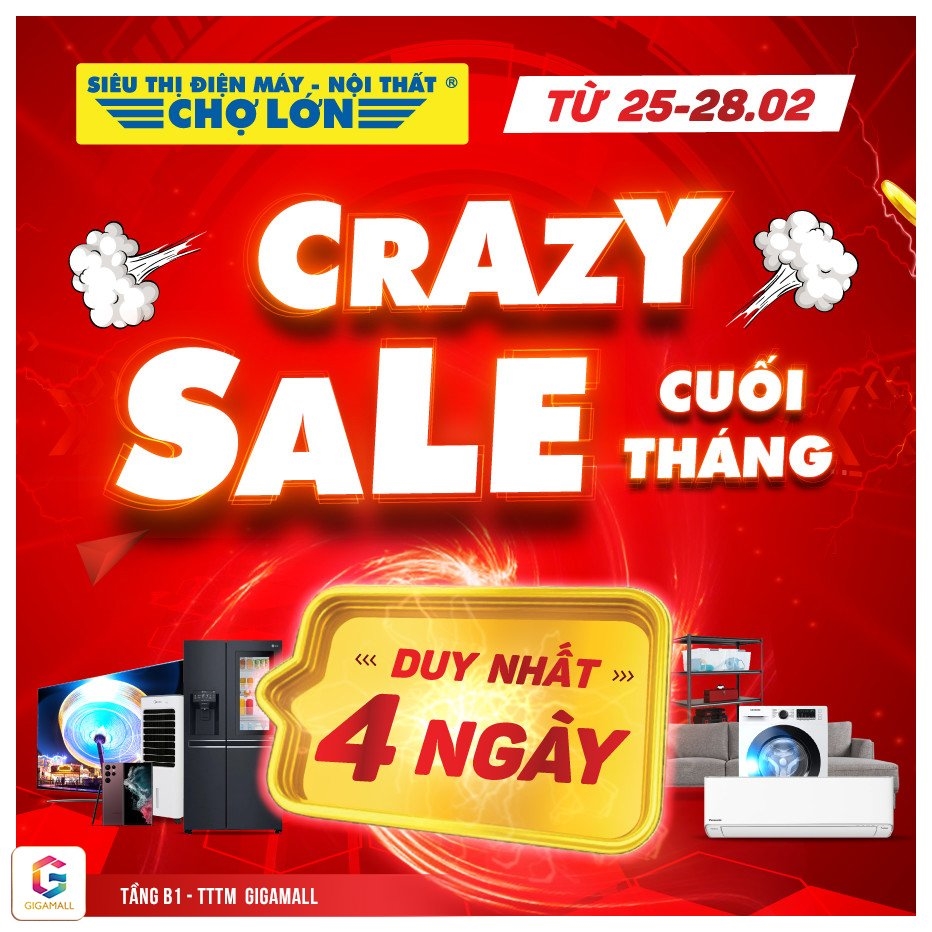 SIÊU THỊ ĐIỆN MÁY - NỘI THẤT ®
CHỢ LỚN
TỪ 25-28.02
CRAZY
SALE
CUỐI
THÁNG
‹‹‹ DUY NHẤT ›››
4 NGÀY
GIGAMALL
TẦNG B1 - TTTM GIGAMALL